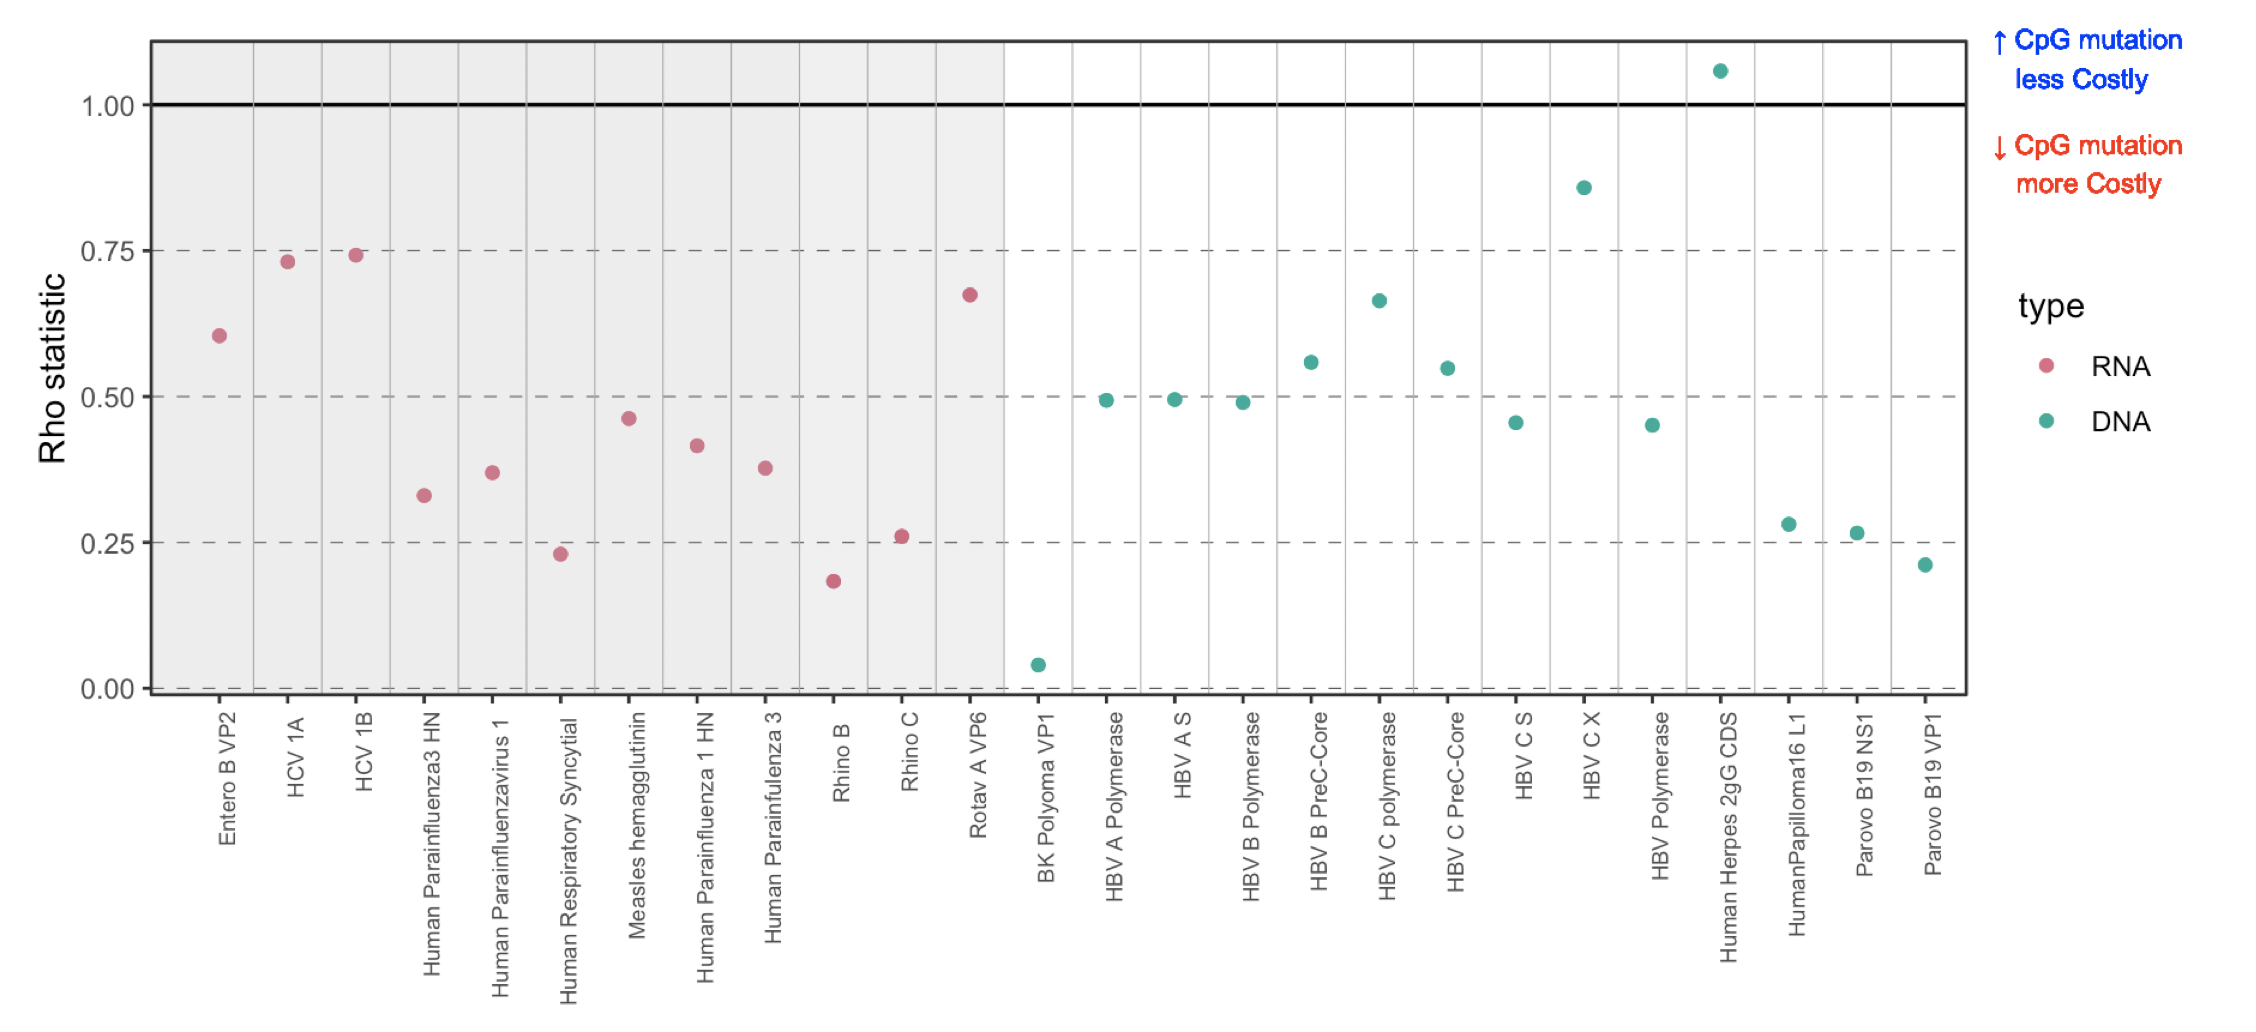 ↑ CpG mutation
less Costly
↓ CpG mutation
more Costly
1.00
0.75
0.50
0.25
0.00
Rho statistic
type
RNA
DNA
Entero B VP2
HCV 1A
HCV 1B
Human Parainfluenza3 HN
Human Parainfluenzavirus 1
Human Respiratory Syncytial
Measles hemagglutinin
Human Parainfluenza 1 HN
Human Parainfulenza 3
Rhino B
Rhino C
Rotav A VP6
BK Polyoma VP1
HBV A Polymerase
HBV A S
HBV B Polymerase
HBV B PreC-Core
HBV C polymerase
HBV C PreC-Core
HBV C S
HBV C X
HBV Polymerase
Human Herpes 2gG CDS
HumanPapilloma16 L1
Parovo B19 NS1
Parovo B19 VP1